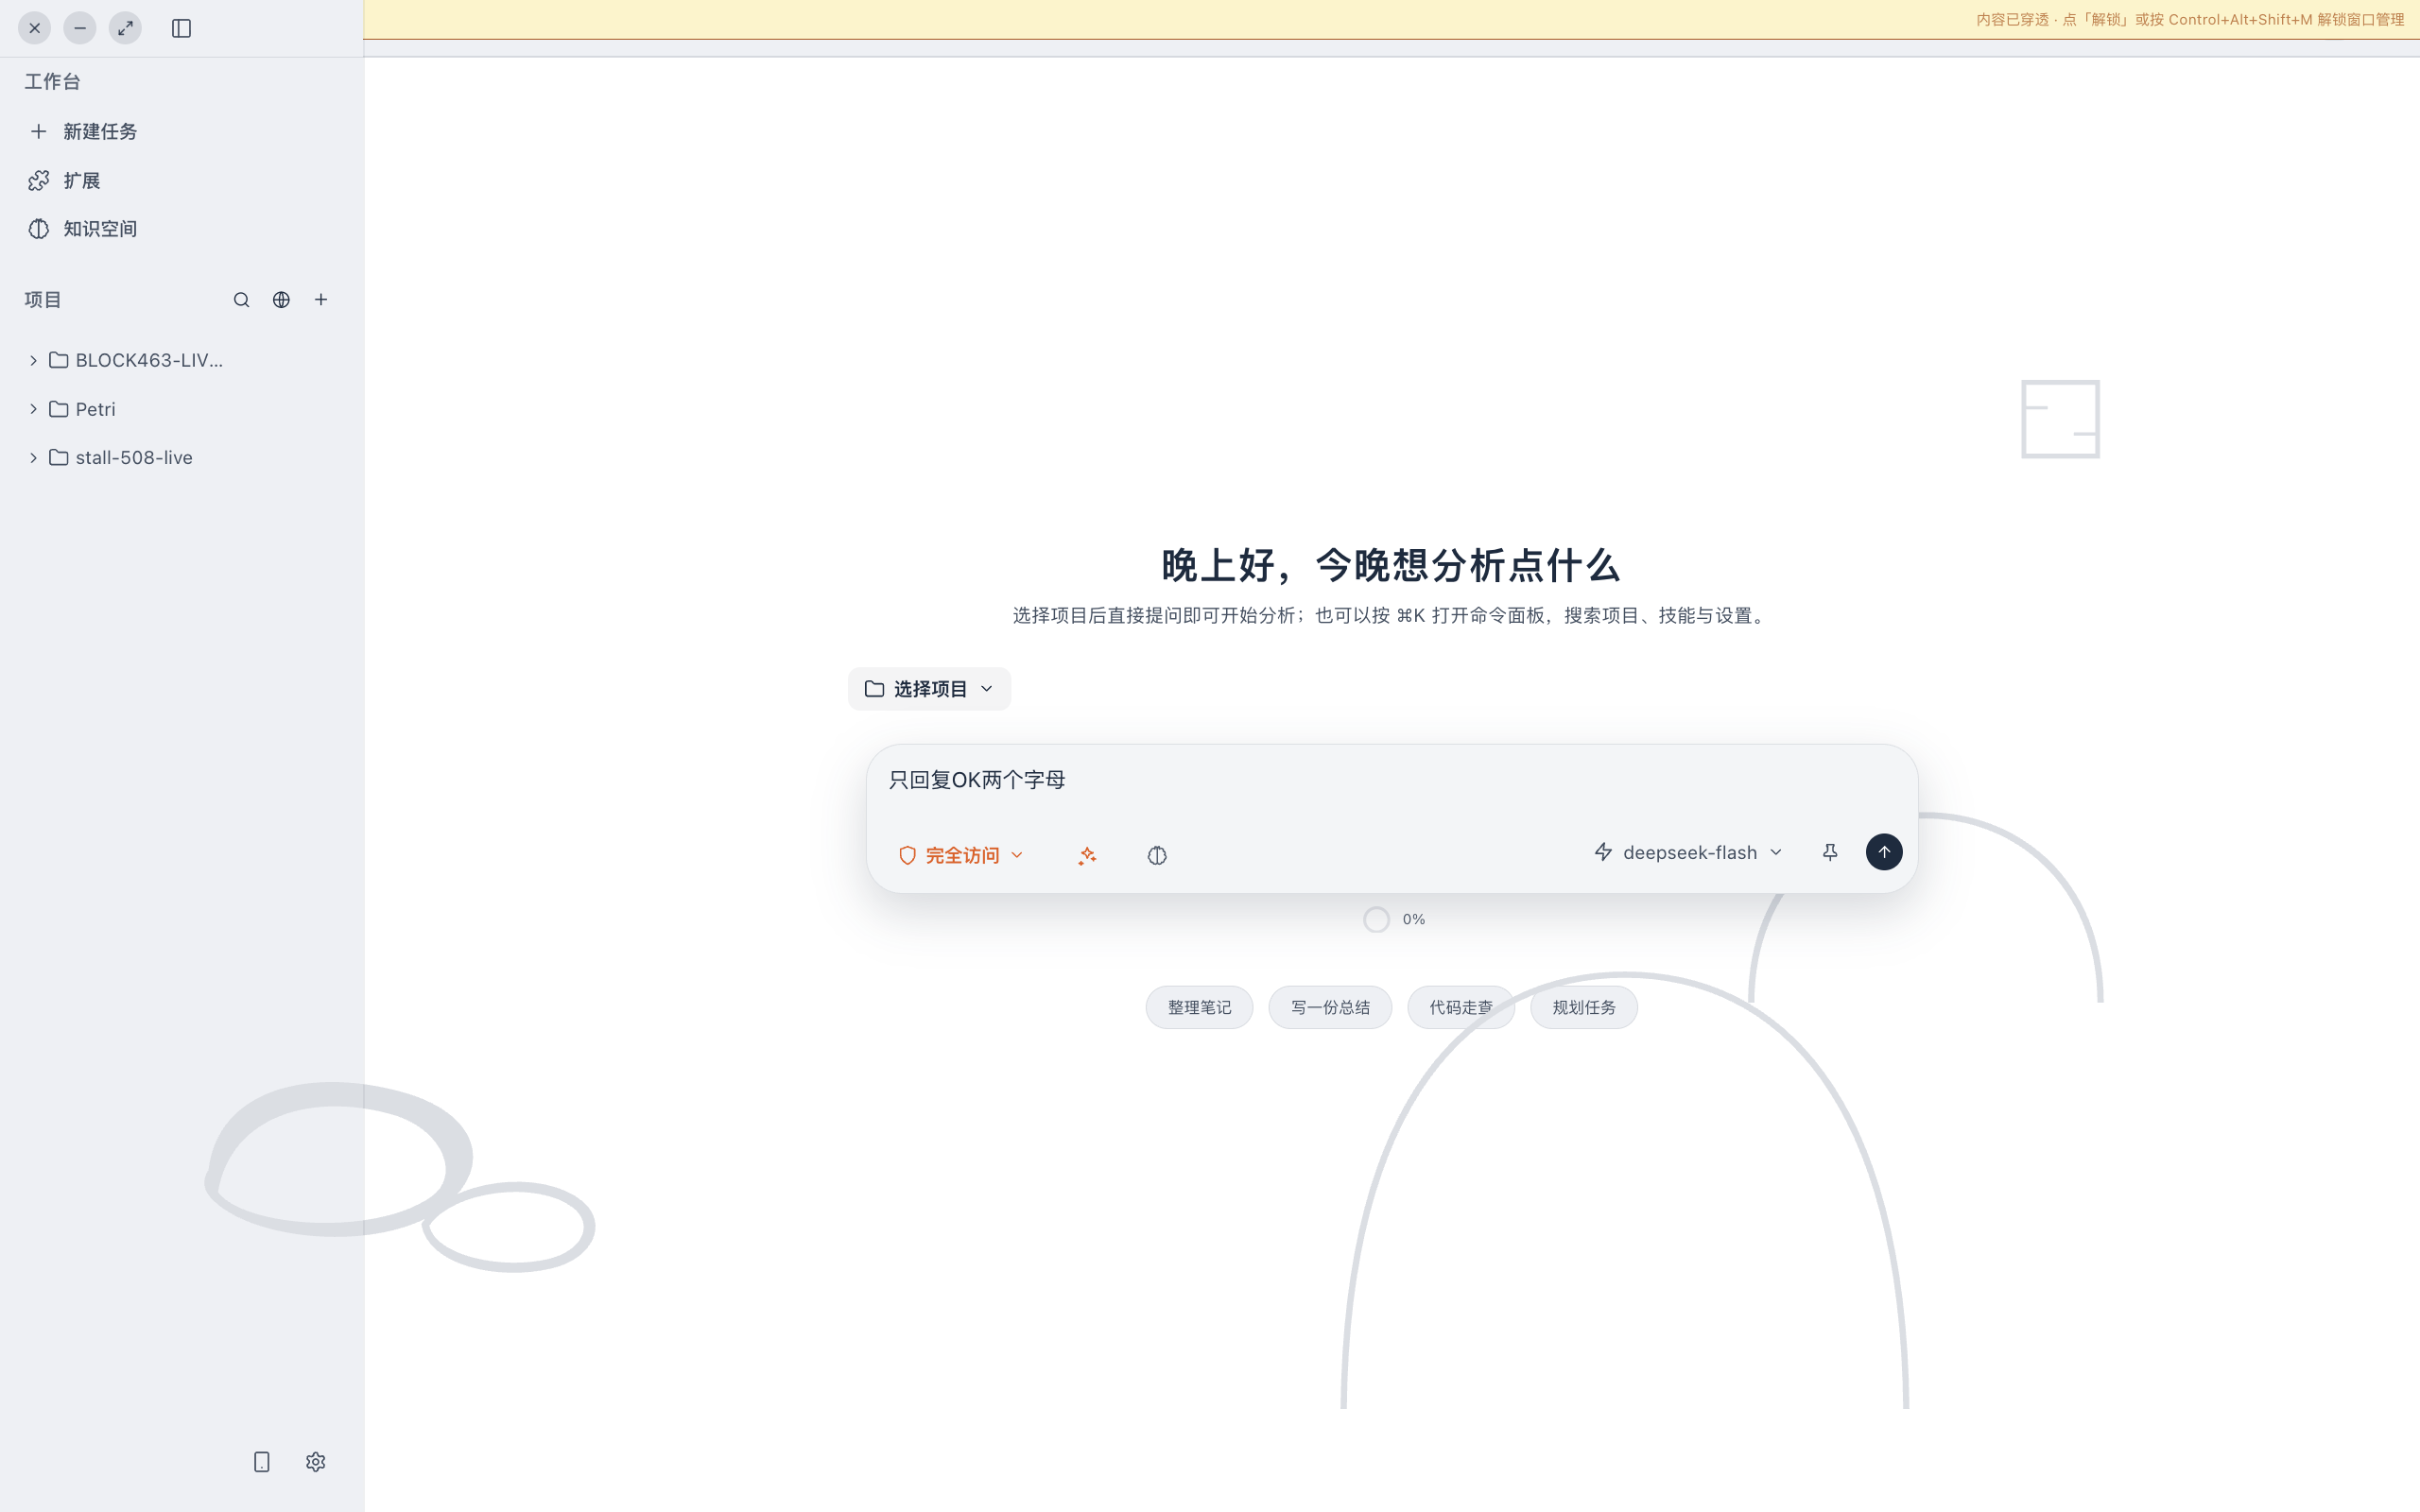 内容已穿透 · 点「解锁」或按 Control+Alt+Shift+M 解锁窗口管理
工作台
新建任务
扩展
知识空间
项目
BLOCK463-LIV...
Petri
stall-508-live
晚上好，今晚想分析点什么
选择项目后直接提问即可开始分析；也可以按 ⌘K 打开命令面板，搜索项目、技能与设置。
选择项目
只回复OK两个字母
完全访问
deepseek-flash
0%
整理笔记
写一份总结
代码走查
规划任务